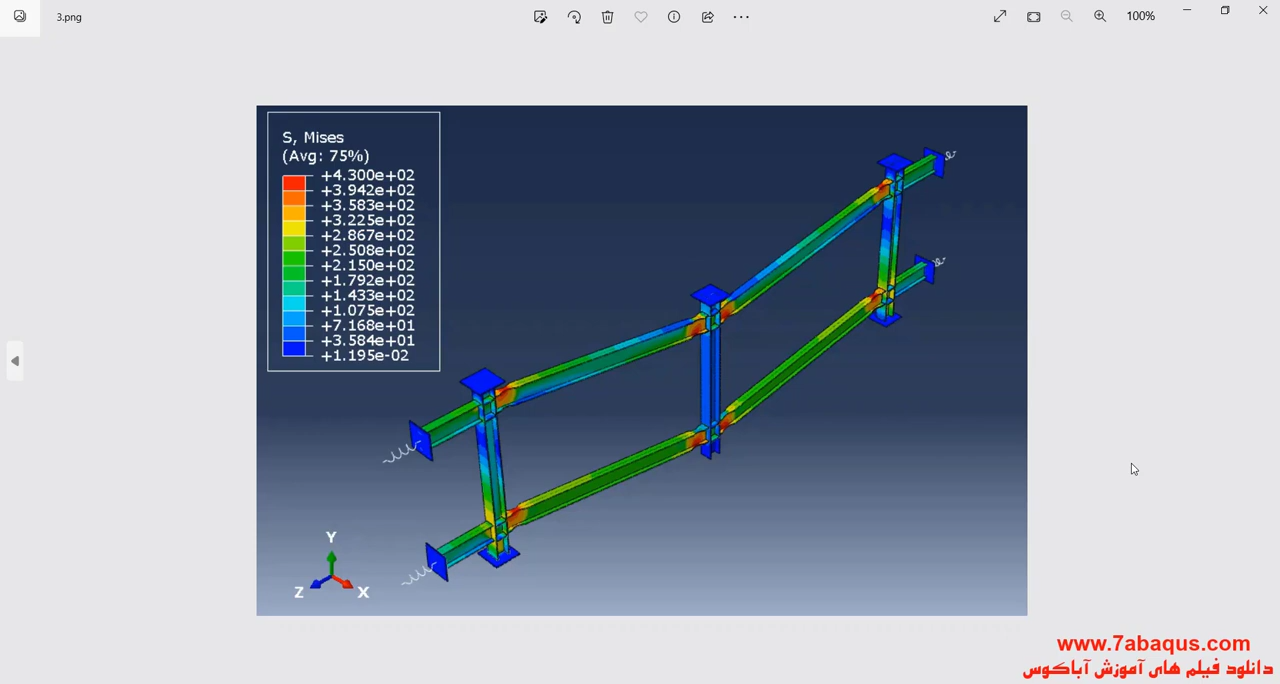 3.png
100%
S, Mises
(Avg: 75%)
+4.300e+02
+3.942e+02
+3.583e+02
+3.225e+02
+2.867e+02
+2.508e+02
+2.150e+02
+1.792e+02
+1.433e+02
+1.075e+02
+7.168e+01
+3.584e+01
+1.195e-02
Y
Z X
www.7abaqus.com
دانلود فیلم های آموزش آباکوس